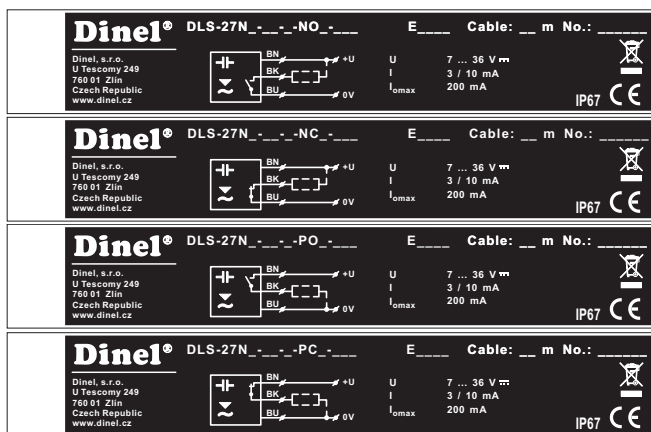 Dinel® DLS-27N_-__-_-NO_-___ E____ Cable: __ m No.: ______
Dinel, s.r.o.
U Tescomy 249
760 01 Zlín
Czech Republic
www.dinel.cz
BN +U
BK
BU 0V
U 7 ... 36 V
I 3 / 10 mA
Iomax 200 mA
IP67 CE
Dinel® DLS-27N_-__-_-NC_-___ E____ Cable: __ m No.: ______
Dinel, s.r.o.
U Tescomy 249
760 01 Zlín
Czech Republic
www.dinel.cz
BN +U
BK
BU 0V
U 7 ... 36 V
I 3 / 10 mA
Iomax 200 mA
IP67 CE
Dinel® DLS-27N_-__-_-PO_-___ E____ Cable: __ m No.: ______
Dinel, s.r.o.
U Tescomy 249
760 01 Zlín
Czech Republic
www.dinel.cz
BN +U
BK
BU 0V
U 7 ... 36 V
I 3 / 10 mA
Iomax 200 mA
IP67 CE
Dinel® DLS-27N_-__-_-PC_-___ E____ Cable: __ m No.: ______
Dinel, s.r.o.
U Tescomy 249
760 01 Zlín
Czech Republic
www.dinel.cz
BN +U
BK
BU 0V
U 7 ... 36 V
I 3 / 10 mA
Iomax 200 mA
IP67 CE